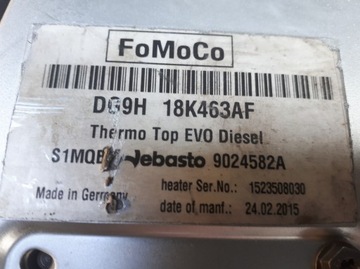 FoMoCo
DG9H 18K463AF
Thermo Top EVO Diesel
Webasto 9024582A
Made in Germany heater Ser.No.: 1523508030
date of manf.: 24.02.2015